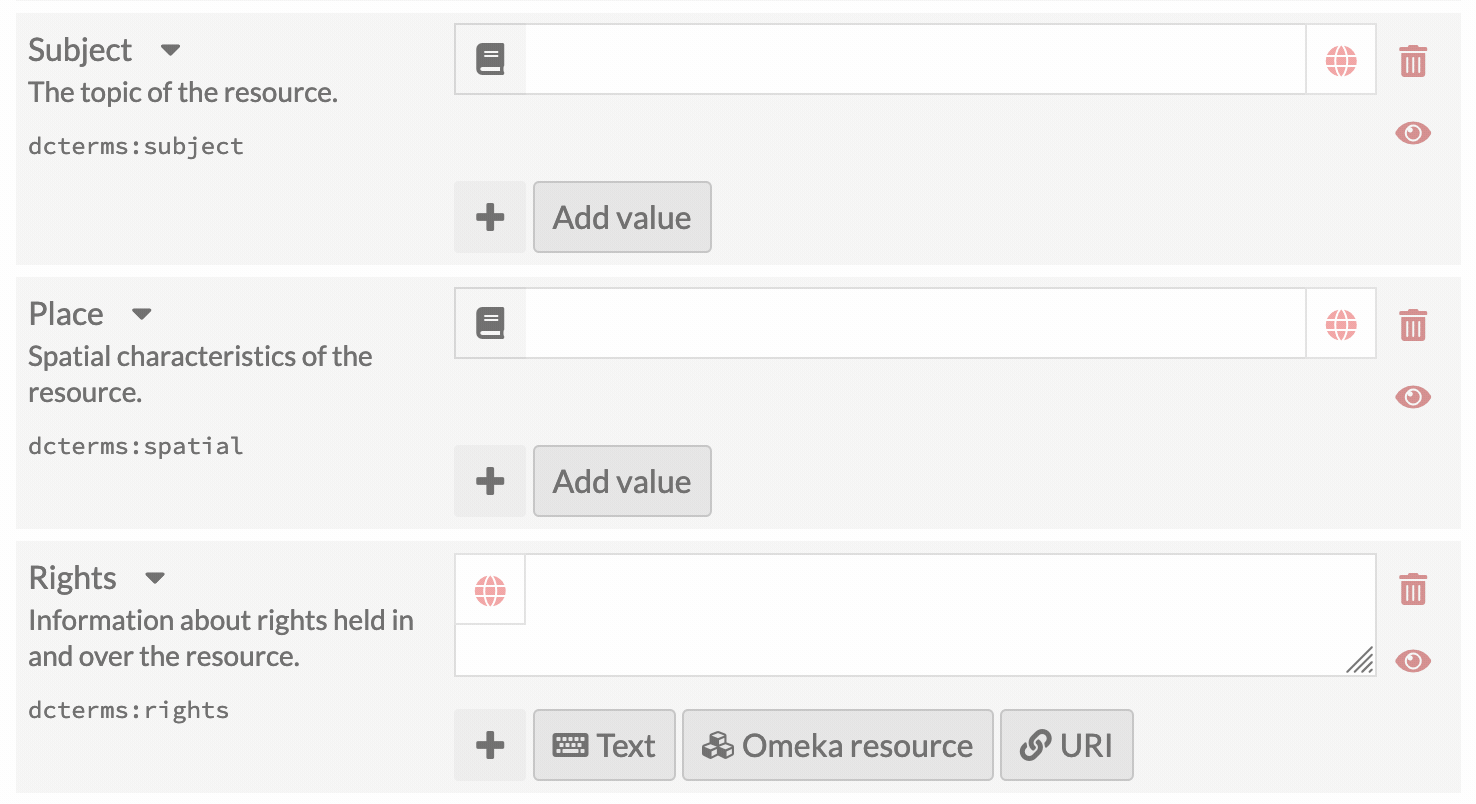 Subject
The topic of the resource.
dcterms:subject
Add value
Place
Spatial characteristics of the
resource.
dcterms:spatial
Add value
Rights
Information about rights held in
and over the resource.
dcterms:rights
Text Omeka resource URI